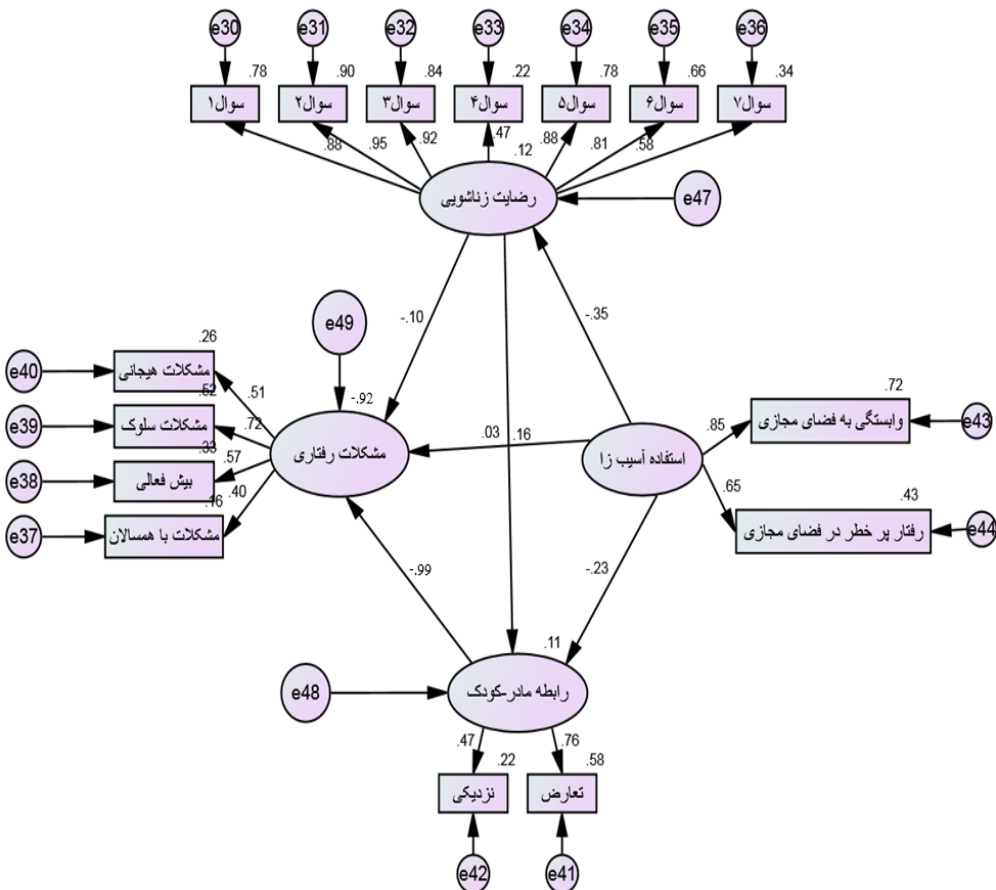 e30 e31 e32 e33 e34 e35 e36
.78 .90 .84 .22 .78 .66 .34
سوال۱ سوال۲ سوال۳ سوال۴ سوال۵ سوال۶ سوال۷
.88 .95 .92 .47 .88 .81 .58
.12
رضایت زناشویی
e47
-.10
-.35
e49
-.92
.26
e40
مشکلات هیجانی
.51
.52
e39
مشکلات سلوک
.72
.33
e38
بیش فعالی
.57
.16
e37
مشکلات با همسالان
.40
مشکلات رفتاری
.03 .16
استفاده آسیب زا
.72
.85
وابستگی به فضای مجازی
e43
.65
.43
رفتار پر خطر در فضای مجازی
e44
-.99
-.23
.11
رابطه مادر-کودک
e48
.47 .22 .76 .58
نزدیکی تعارض
e42 e41